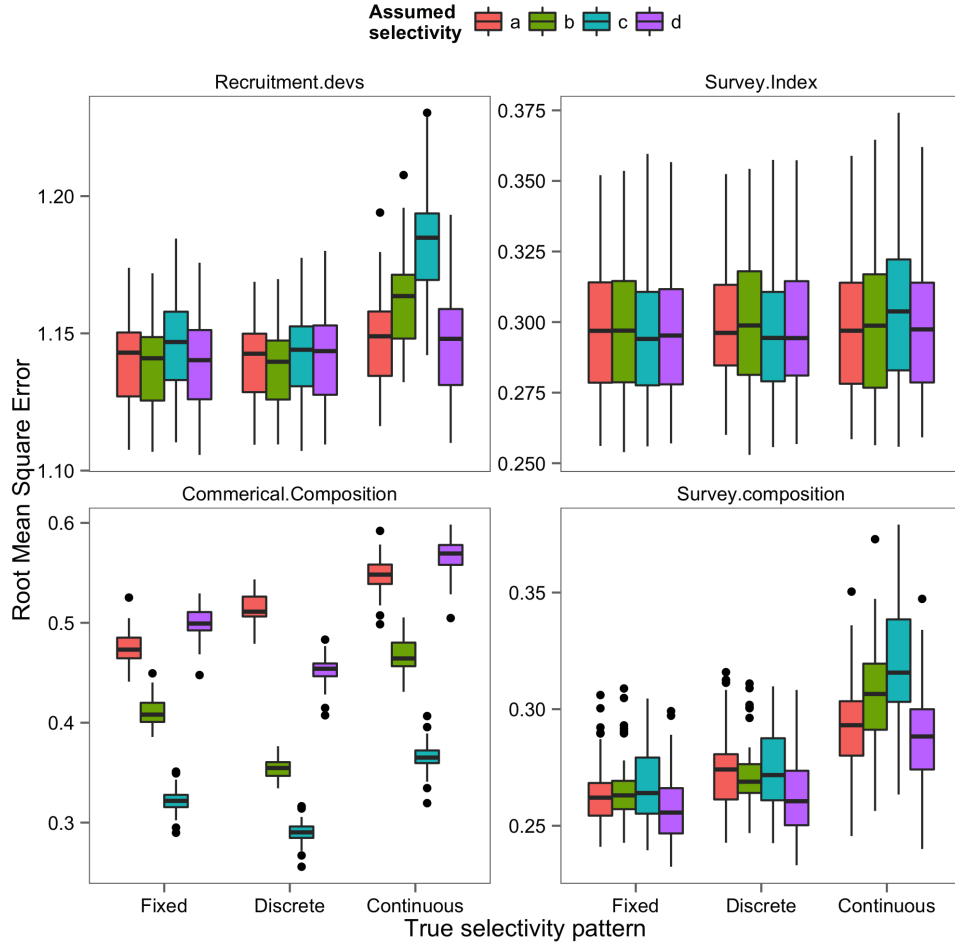 Assumed
selectivity
a b c d
Recruitment.devs
Survey.Index
1.20
1.15
1.10
0.375
0.350
0.325
0.300
0.275
0.250
Commerical.Composition
Survey.composition
0.6
0.5
0.4
0.3
0.35
0.30
0.25
Root Mean Square Error
Fixed Discrete Continuous
Fixed Discrete Continuous
True selectivity pattern